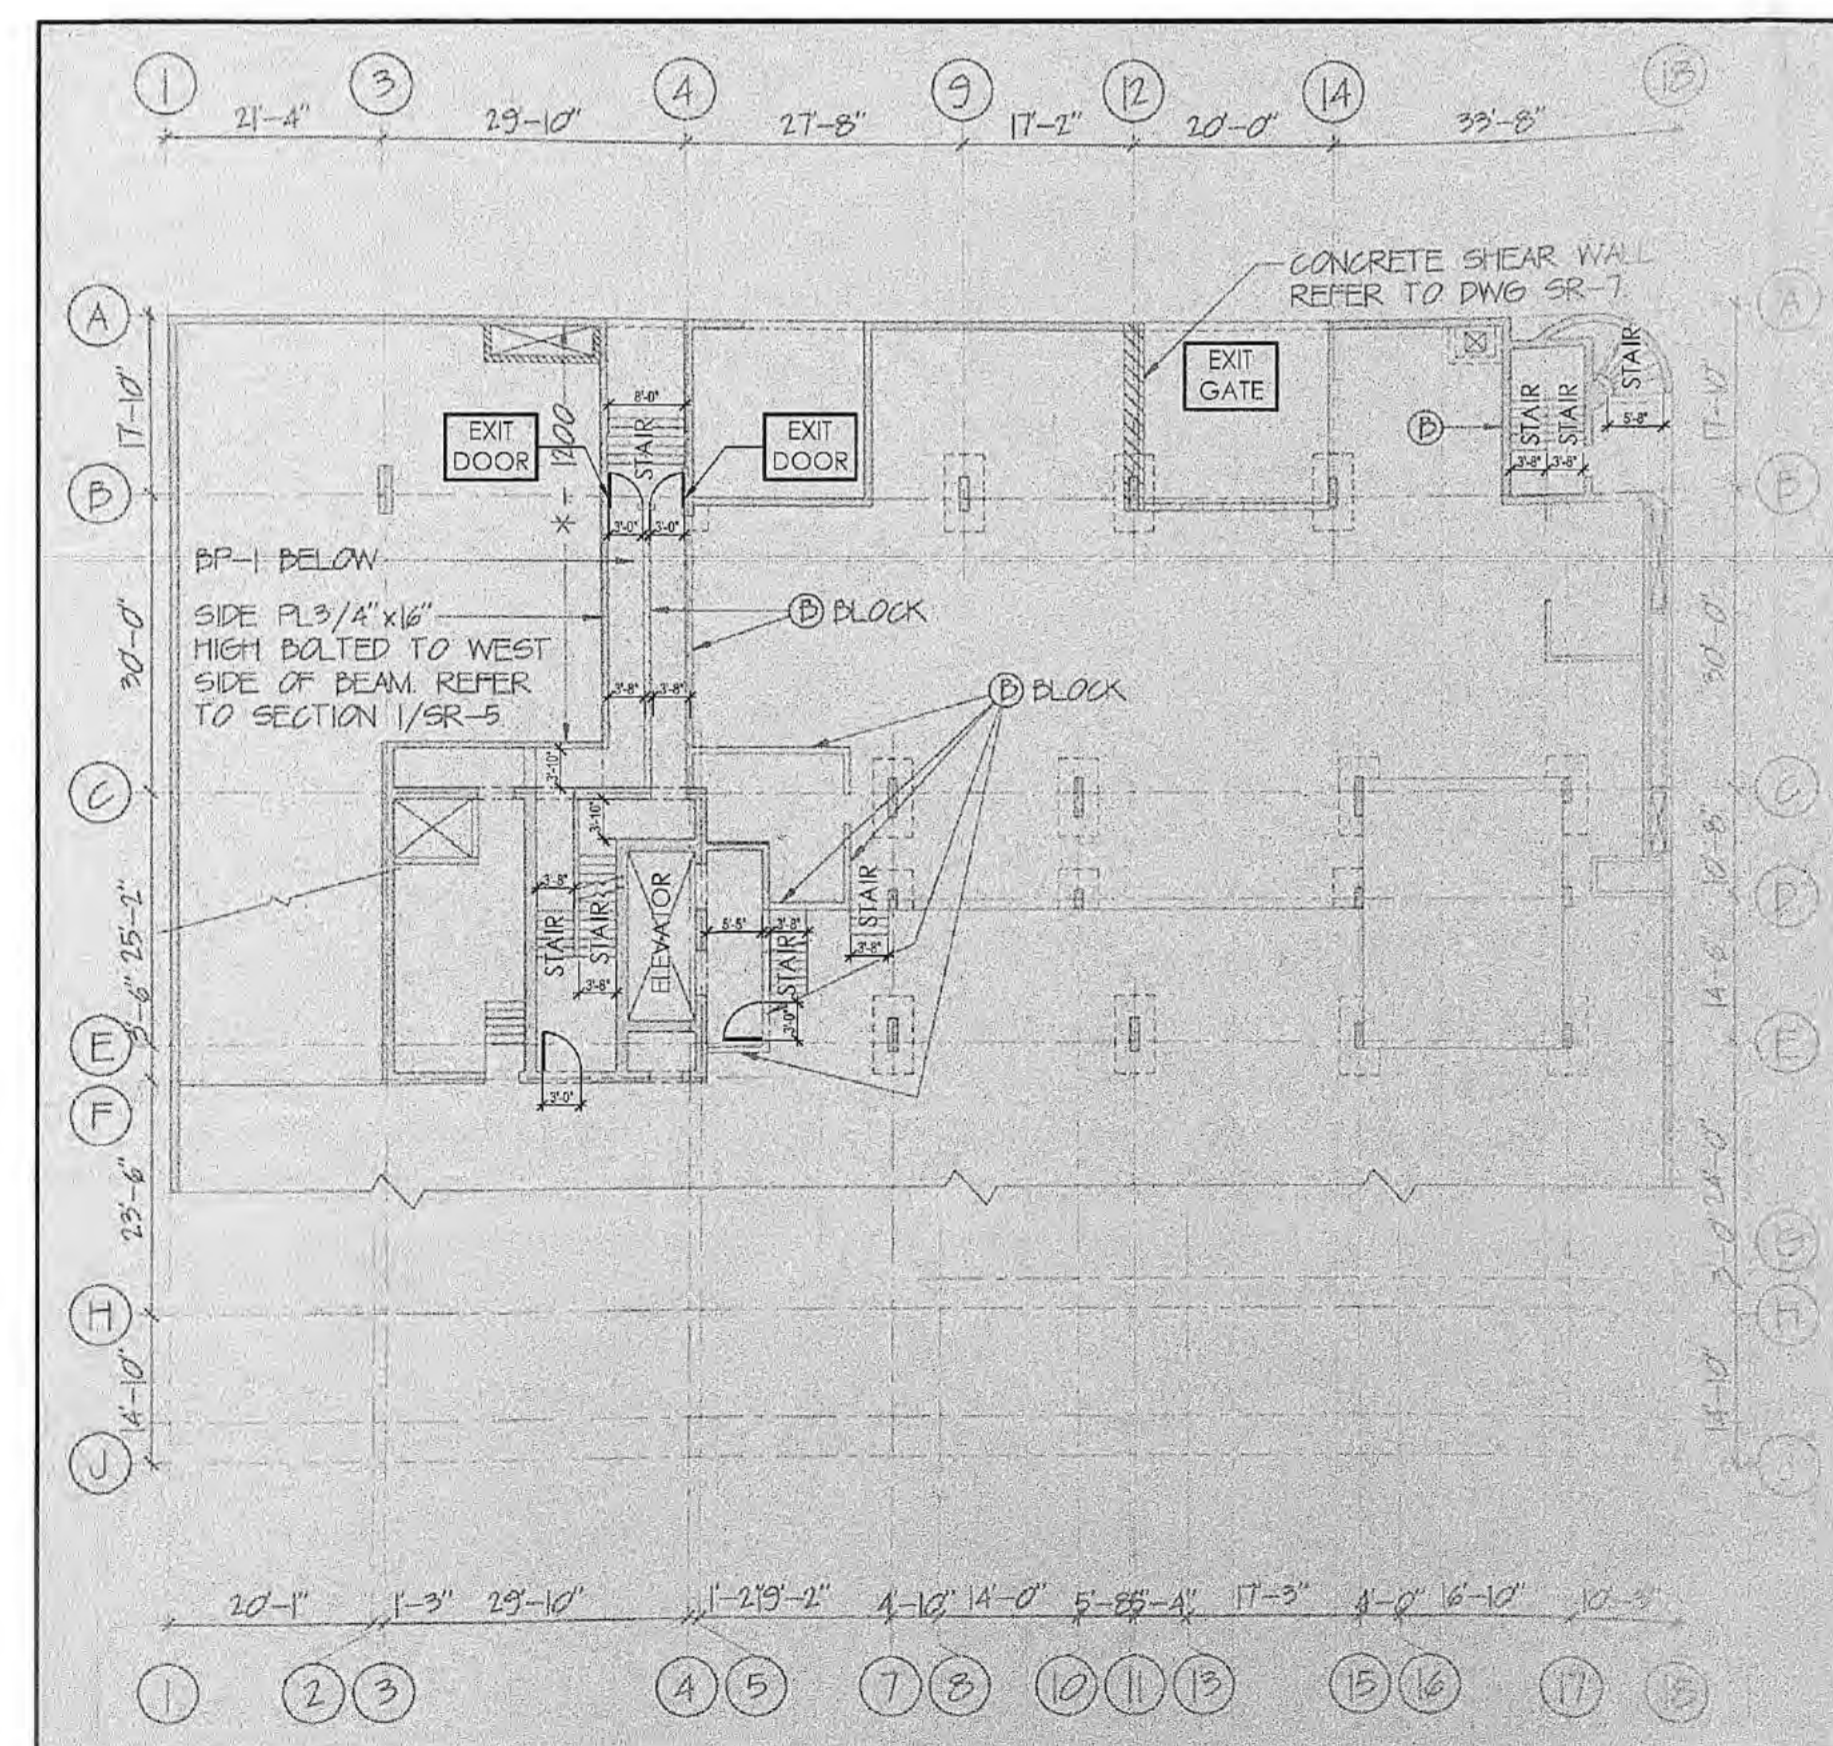 1 3 4 9 12 14 18
21'-4" 29'-10" 27'-8" 17'-2" 20'-0" 33'-8"
CONCRETE SHEAR WALL
REFER TO DWG SR-7.
A A
17'-10" 17'-10"
EXIT
GATE
STAIR
8'-0"
1200
*=
EXIT
DOOR
STAIR
EXIT
DOOR
B
STAIR
STAIR
5'-8"
3'-8" 3'-8"
B B
3'-0" 3'-0"
BP-1 BELOW
SIDE PL3/4"x16"
HIGH BOLTED TO WEST
SIDE OF BEAM. REFER
TO SECTION 1/SR-5
B BLOCK
30'-0" 30'-0"
3'-8" 3'-8"
B BLOCK
3'-10"
C C
3'-10"
10'-8"
25'-2"
3'-8"
STAIR
STAIR
3'-8"
ELEVATOR
5'-5"
3'-8"
STAIR
STAIR
3'-8"
D
14'-6"
3'-6"
3'-0"
E E
3'-0"
F
23'-6" 24'-0"
G
H H
14'-10" 14'-10"
J J
20'-1" 1'-3" 29'-10" 1'-2" 19'-2" 4'-10" 14'-0" 5'-8" 5'-4" 17'-3" 4'-0" 16'-10" 10'-3"
1 2 3 4 5 7 8 10 11 13 15 16 17 18